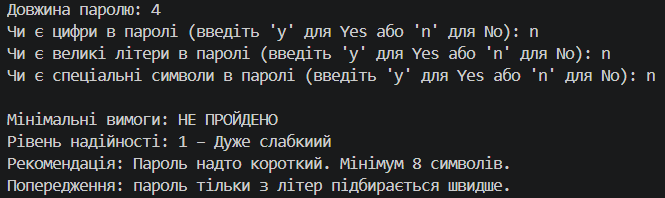 Довжина паролю: 4
Чи є цифри в паролі (введіть 'y' для Yes або 'n' для No): n
Чи є великі літери в паролі (введіть 'y' для Yes або 'n' для No): n
Чи є спеціальні символи в паролі (введіть 'y' для Yes або 'n' для No): n
Мінімальні вимоги: НЕ ПРОЙДЕНО
Рівень надійності: 1 – Дуже слабкиий
Рекомендація: Пароль надто короткий. Мінімум 8 символів.
Попередження: пароль тільки з літер підбирається швидше.